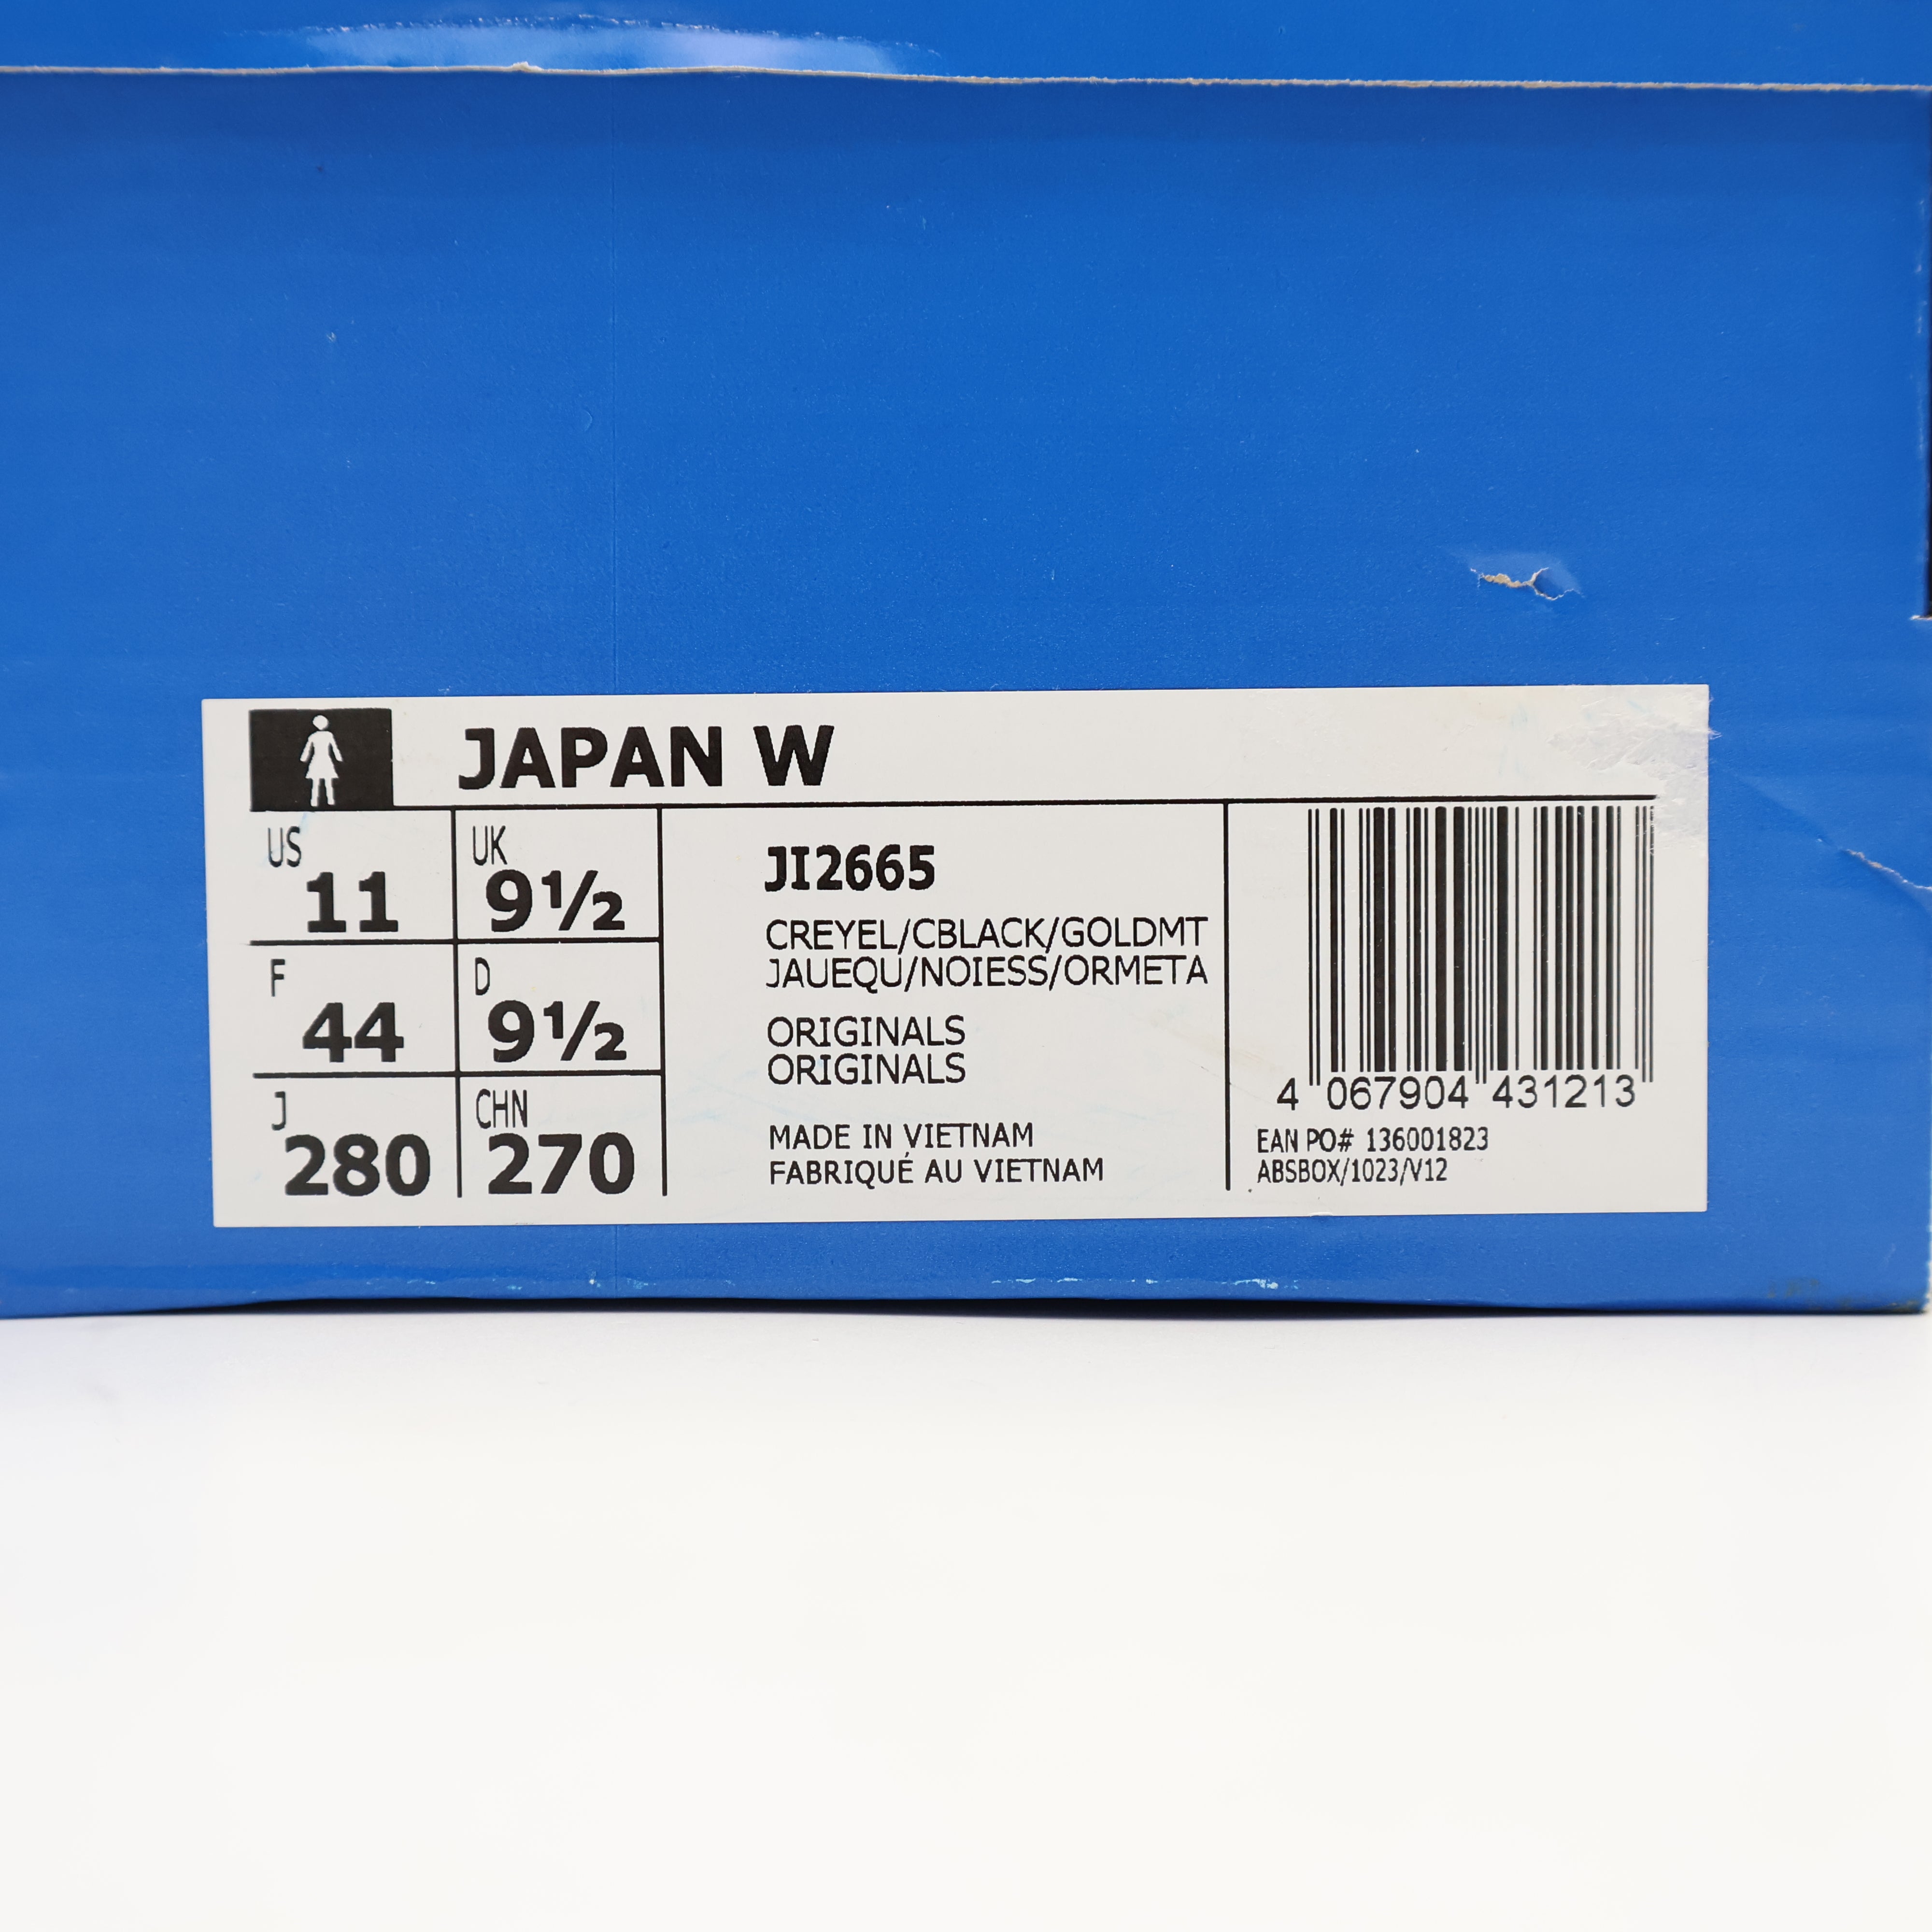 JAPAN W
US
11
UK
9½
F
44
D
9½
J
280
CHN
270
JI2665
CREYEL/CBLACK/GOLDMT
JAUEQU/NOIESS/ORMETA
ORIGINALS
ORIGINALS
MADE IN VIETNAM
FABRIQUÉ AU VIETNAM
4 067904 431213
EAN PO# 136001823
ABSBOX/1023/V12